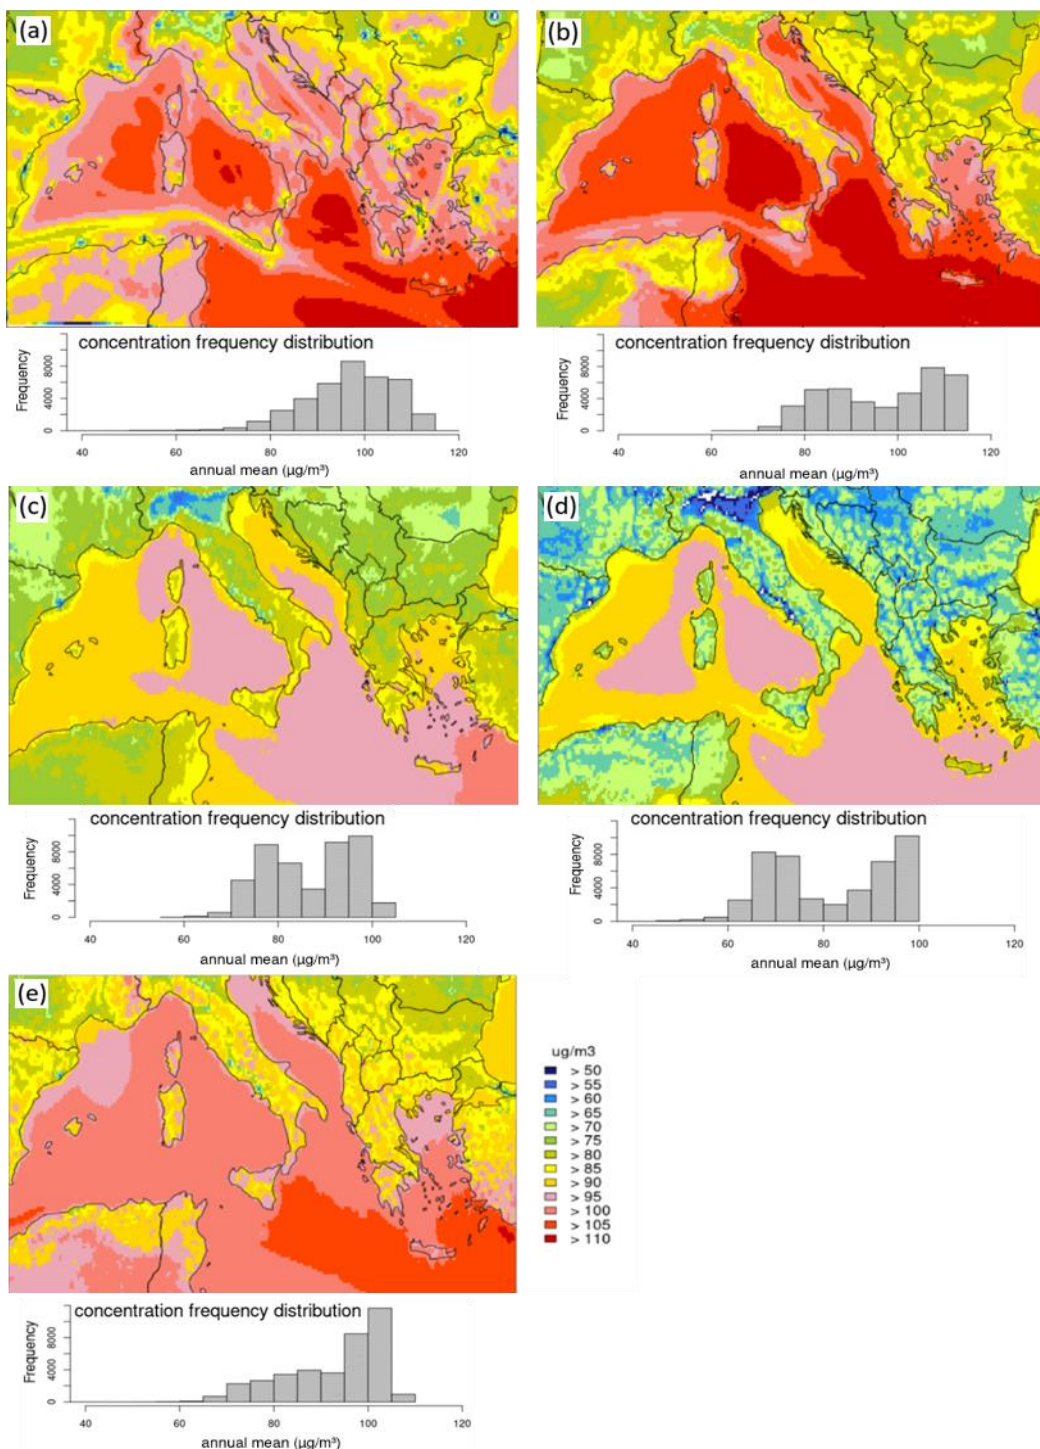 (a)
(b)
concentration frequency distribution
Frequency
0 4000 8000
40 60 80 100 120
annual mean (µg/m³)
concentration frequency distribution
Frequency
0 4000 8000
40 60 80 100 120
annual mean (µg/m³)
(c)
(d)
concentration frequency distribution
Frequency
0 4000 8000
40 60 80 100 120
annual mean (µg/m³)
concentration frequency distribution
Frequency
0 4000 8000
40 60 80 100 120
annual mean (µg/m³)
(e)
ug/m3
> 50
> 55
> 60
> 65
> 70
> 75
> 80
> 85
> 90
> 95
> 100
> 105
> 110
concentration frequency distribution
Frequency
0 4000 8000
40 60 80 100 120
annual mean (µg/m³)